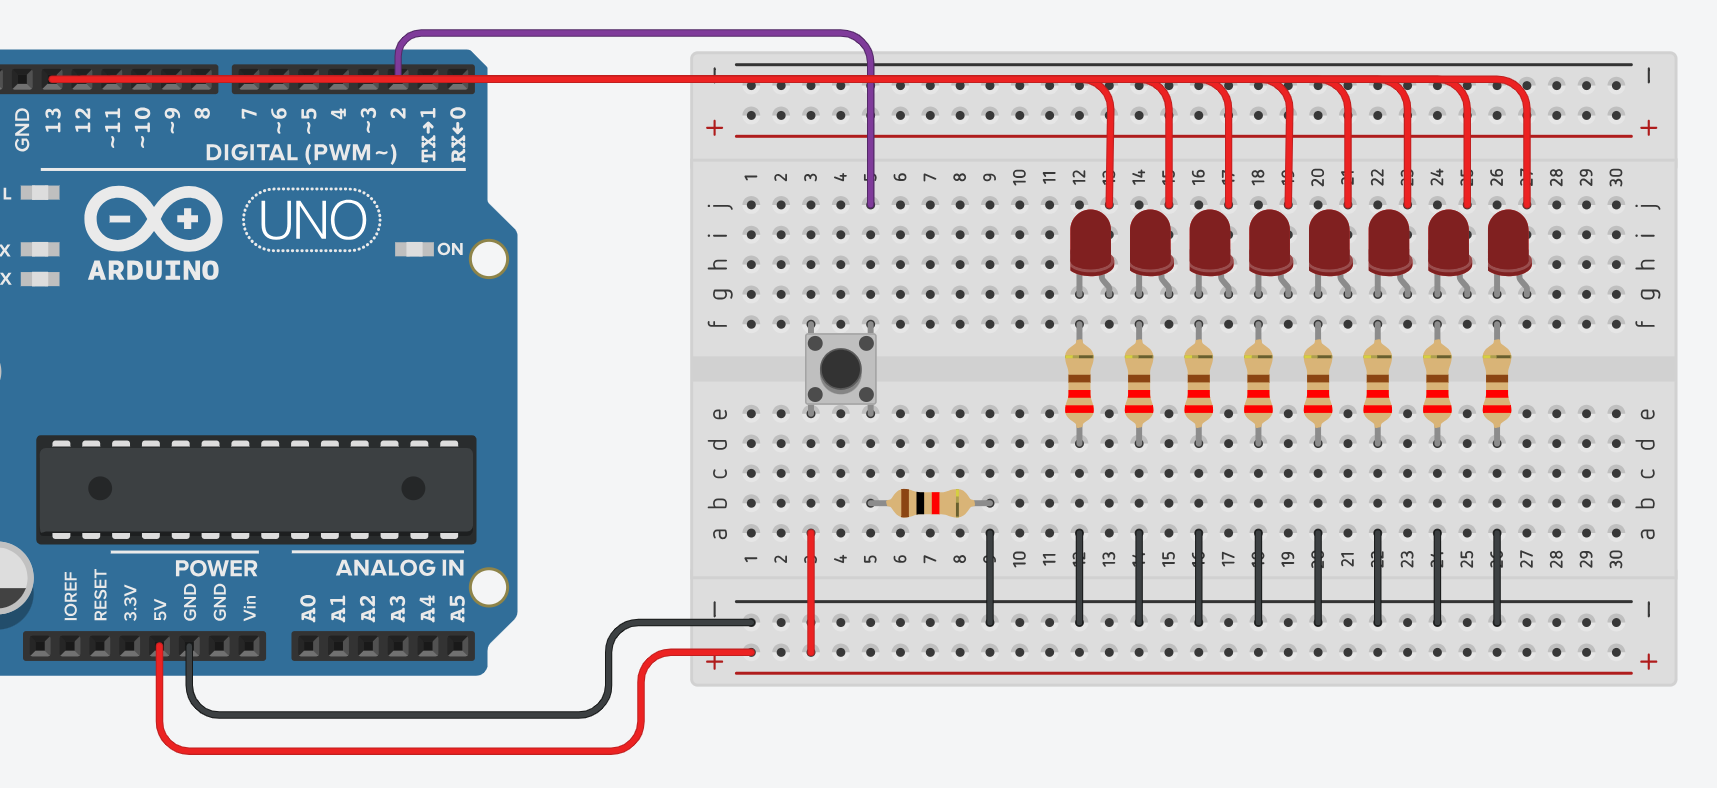 GND 13 12 ~11 ~10 ~9 8 7 ~6 ~5 4 ~3 2 TX→1 RX←0
DIGITAL (PWM~)
L
X
X
UNO
ON
ARDUINO
POWER
ANALOG IN
IOREF RESET 3.3V 5V GND GND Vin A0 A1 A2 A3 A4 A5
− −
+ +
1 2 3 4 5 6 7 8 9 10 11 12 13 14 15 16 17 18 19 20 21 22 23 24 25 26 27 28 29 30
j j
i i
h h
g g
f f
e e
d d
c c
b b
a a
1 2 3 4 5 6 7 8 9 10 11 12 13 14 15 16 17 18 19 20 21 22 23 24 25 26 27 28 29 30
− −
+ +